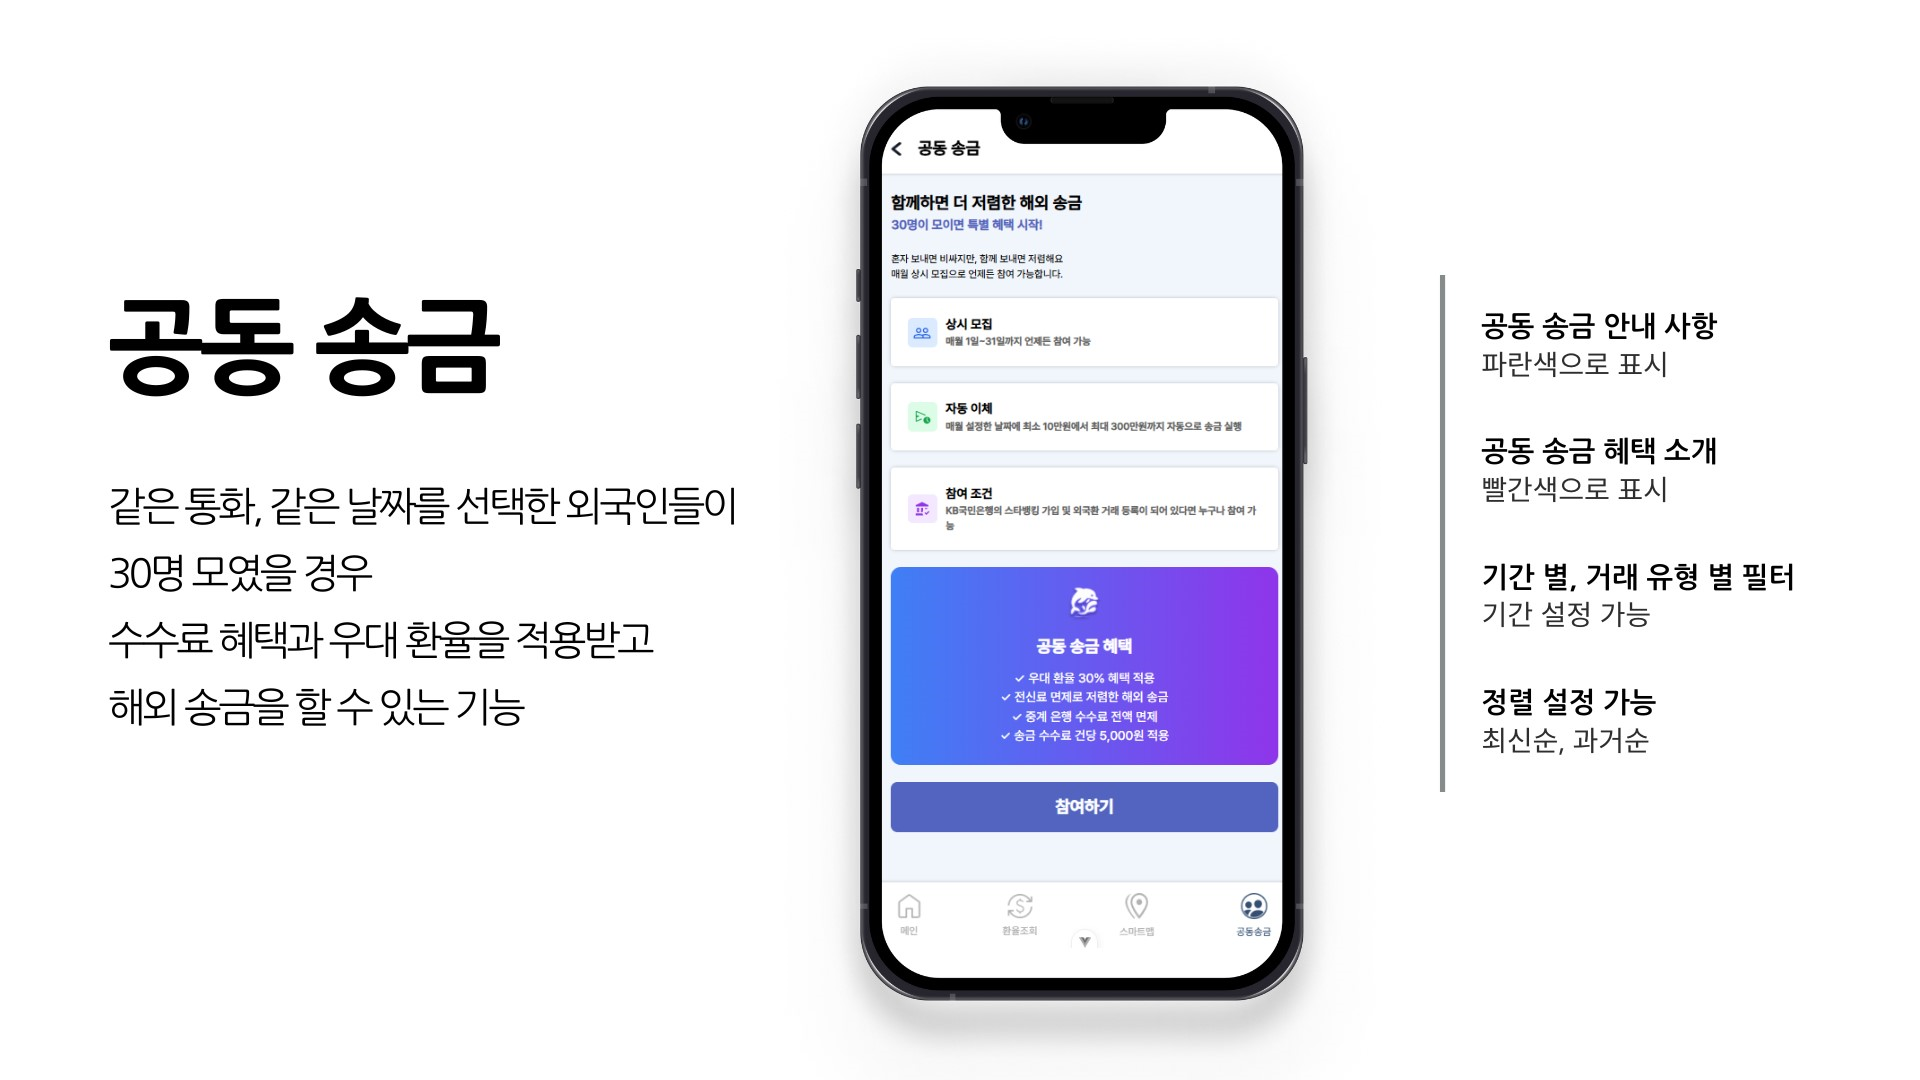 공동 송금
같은 통화, 같은 날짜를 선택한 외국인들이
30명 모였을 경우
수수료 혜택과 우대 환율을 적용받고
해외 송금을 할 수 있는 기능
공동 송금
함께하면 더 저렴한 해외 송금
30명이 모이면 특별 혜택 시작!
혼자 보내면 비싸지만, 함께 보내면 저렴해요
매월 상시 모집으로 언제든 참여 가능합니다.
상시 모집
매월 1일~31일까지 언제든 참여 가능
자동 이체
매월 설정한 날짜에 최소 10만원에서 최대 300만원까지 자동으로 송금 실행
참여 조건
KB국민은행의 스타뱅킹 가입 및 외국환 거래 등록이 되어 있다면 누구나 참여 가
능
공동 송금 혜택
✓ 우대 환율 30% 혜택 적용
✓ 전신료 면제로 저렴한 해외 송금
✓ 중계 은행 수수료 전액 면제
✓ 송금 수수료 건당 5,000원 적용
참여하기
메인
환율조회
스마트맵
공동송금
공동 송금 안내 사항
파란색으로 표시
공동 송금 혜택 소개
빨간색으로 표시
기간 별, 거래 유형 별 필터
기간 설정 가능
정렬 설정 가능
최신순, 과거순